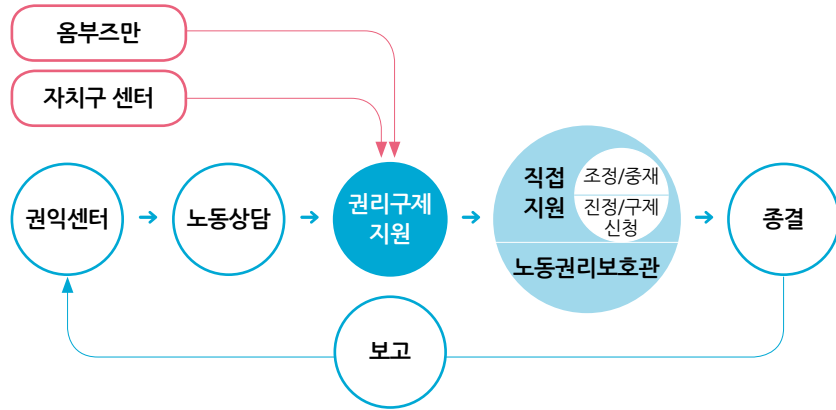 옴부즈만
자치구 센터
권익센터
노동상담
권리구제
지원
직접
지원
조정/중재
진정/구제
신청
노동권리보호관
종결
보고